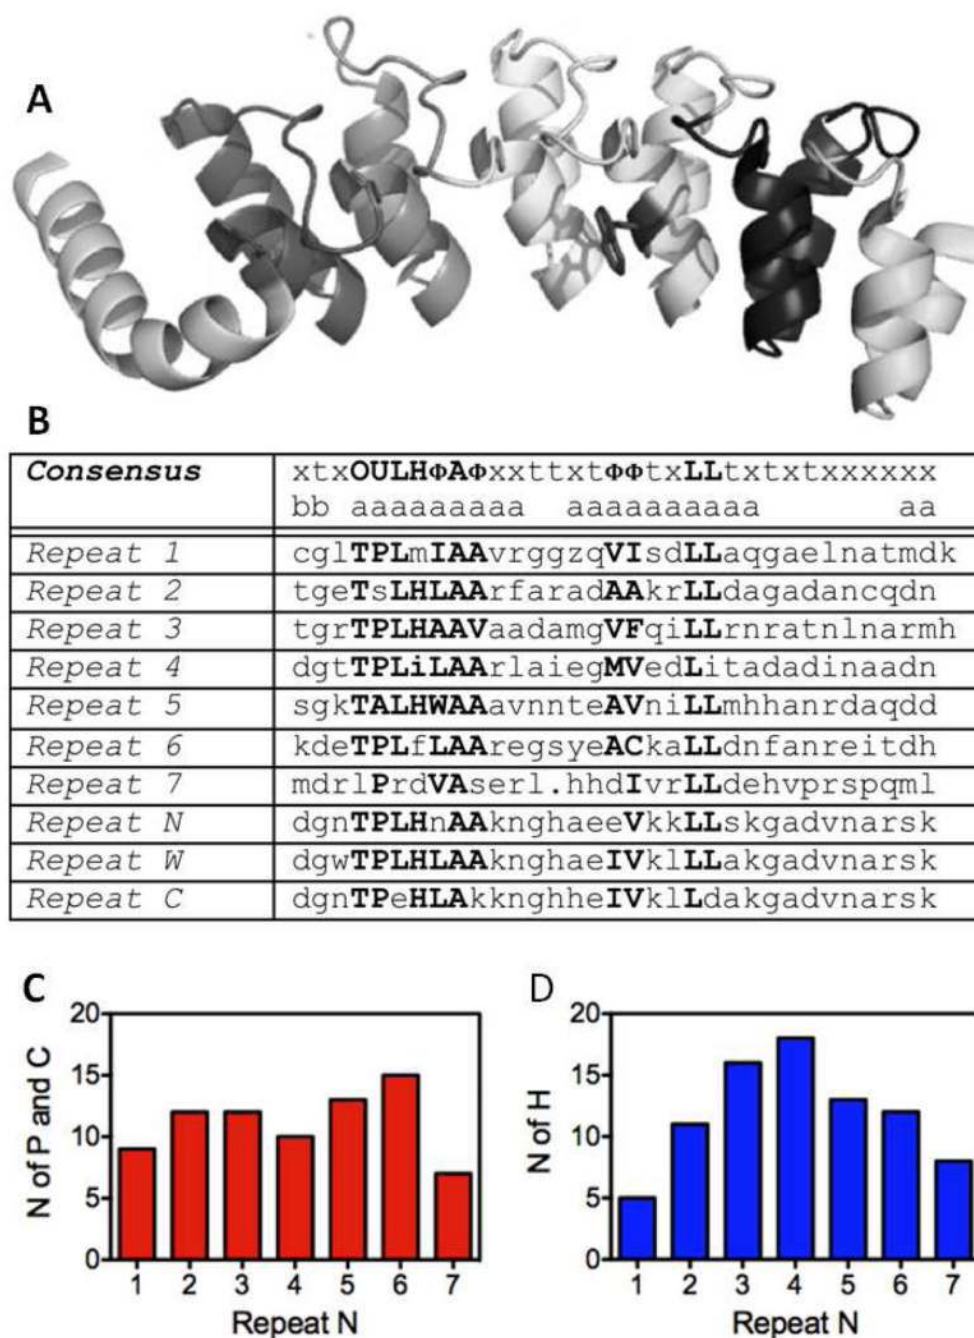 A
B
Consensus xtxOULHΦAΦxxttxtΦΦtxLLtxtxtxxxxxx
bb aaaaaaaaa aaaaaaaaaa aa
Repeat 1 cglTPLmIAAvrggzqVIsdLLaqgaelnatmdk
Repeat 2 tgeTsLHLAArfaradAAkrLLdagadancqdn
Repeat 3 tgrTPLHAAVaadamgVFqiLLrnratnlnarmh
Repeat 4 dgtTPLiLAArlaiegMVedLitadadinaadn
Repeat 5 sgkTALHWAAavnnteAVniLLmhhanrdaqdd
Repeat 6 kdeTPLfLAAregsyeACkaLLdnfanreitdh
Repeat 7 mdrlPrdVAserl.hhdIvrLLdehvprspqml
Repeat N dgnTPLHnAAknghaeeVkkLLskgadvnarsk
Repeat W dgwTPLHLAAknghaeIVklLLakgadvnarsk
Repeat C dgnTPeHLAkknghheIVklLdakgadvnarsk
C
20
15
10
5
0
N of P and C
1 2 3 4 5 6 7
Repeat N
D
20
15
10
5
0
N of H
1 2 3 4 5 6 7
Repeat N